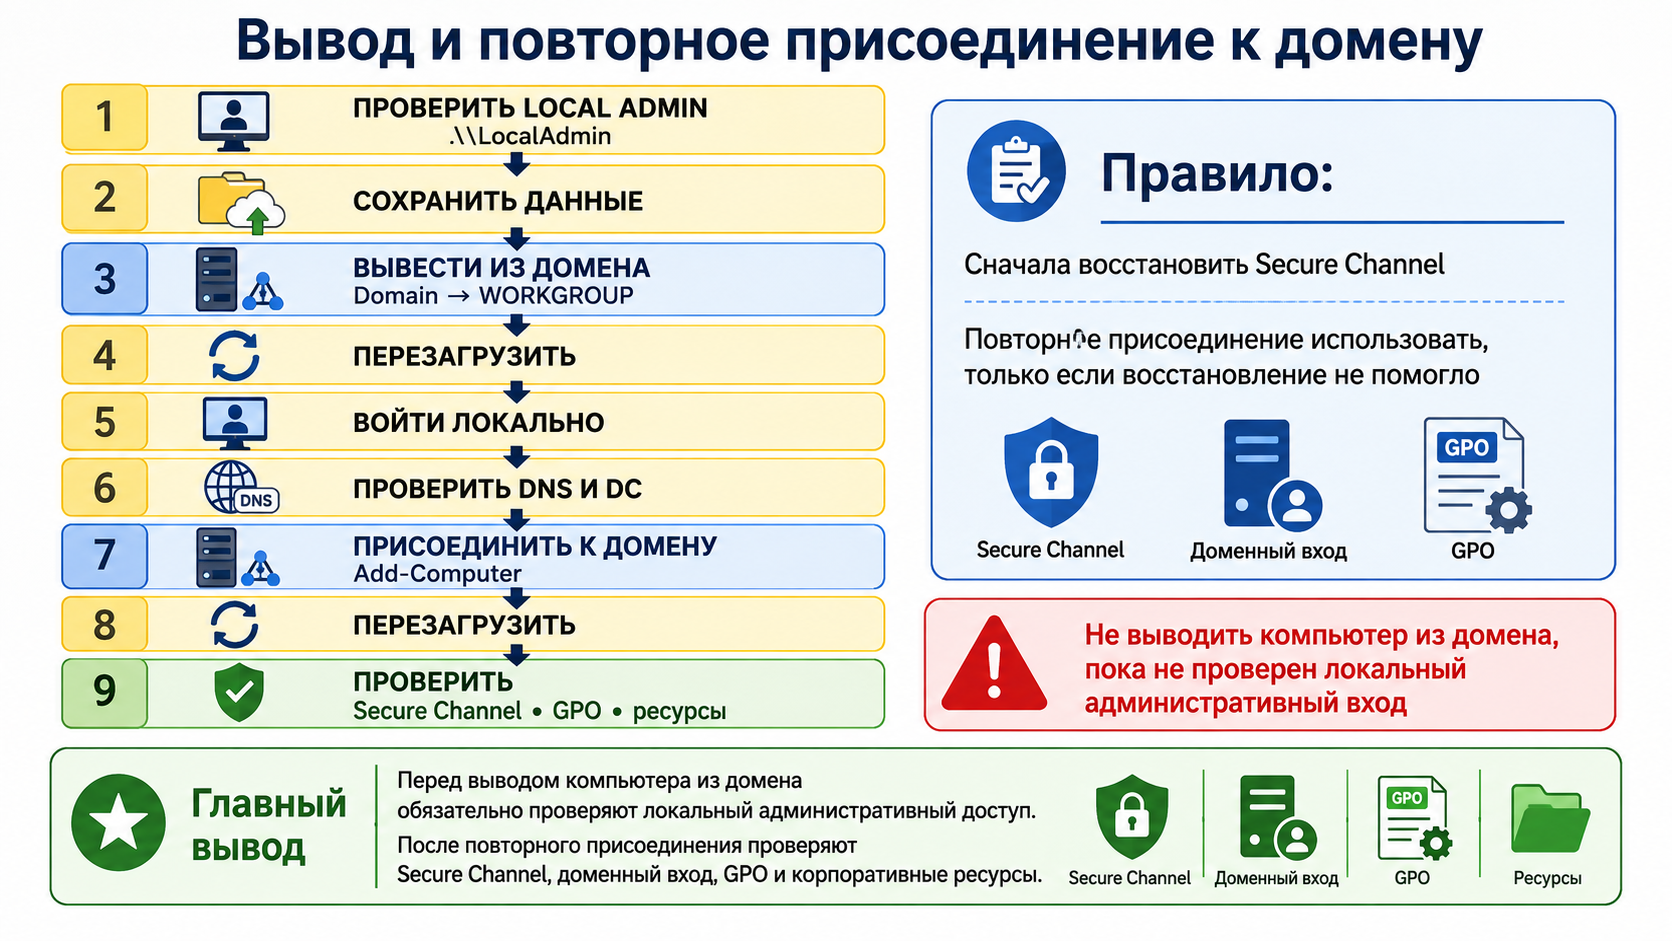 Вывод и повторное присоединение к домену
1
ПРОВЕРИТЬ LOCAL ADMIN
.\\LocalAdmin
2
СОХРАНИТЬ ДАННЫЕ
3
ВЫВЕСТИ ИЗ ДОМЕНА
Domain → WORKGROUP
4
ПЕРЕЗАГРУЗИТЬ
5
ВОЙТИ ЛОКАЛЬНО
6
DNS
ПРОВЕРИТЬ DNS И DC
7
ПРИСОЕДИНИТЬ К ДОМЕНУ
Add-Computer
8
ПЕРЕЗАГРУЗИТЬ
9
ПРОВЕРИТЬ
Secure Channel • GPO • ресурсы
Правило:
Сначала восстановить Secure Channel
Повторное присоединение использовать,
только если восстановление не помогло
GPO
Secure Channel
Доменный вход
GPO
Не выводить компьютер из домена,
пока не проверен локальный
административный вход
Главный
вывод
Перед выводом компьютера из домена
обязательно проверяют локальный административный доступ.
После повторного присоединения проверяют
Secure Channel, доменный вход, GPO и корпоративные ресурсы.
GPO
Secure Channel
Доменный вход
GPO
Ресурсы